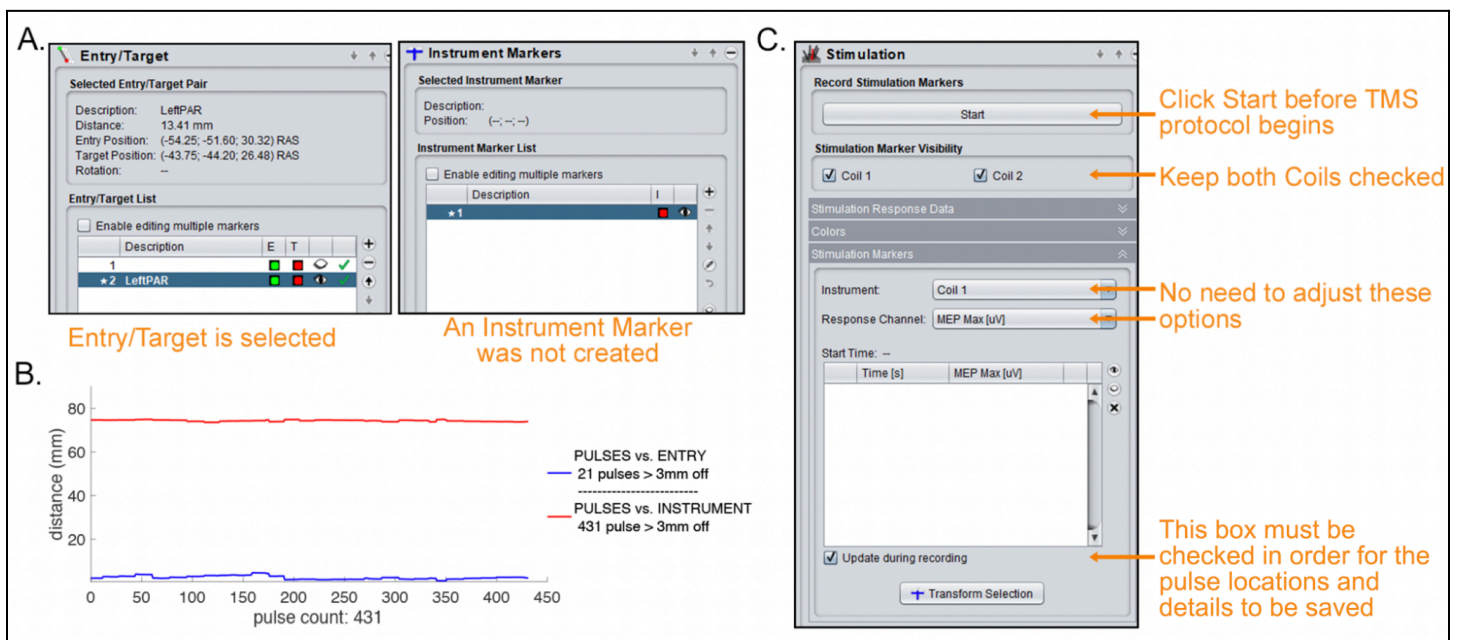 A.
Entry/Target
Selected Entry/Target Pair
Description: LeftPAR
Distance: 13.41 mm
Entry Position: (-54.25; -51.60; 30.32) RAS
Target Position: (-43.75; -44.20; 26.48) RAS
Rotation: --
Entry/Target List
Enable editing multiple markers
Description E T
1
★2 LeftPAR
Entry/Target is selected
Instrument Markers
Selected Instrument Marker
Description:
Position: (--; --; --)
Instrument Marker List
Enable editing multiple markers
Description I
★1
An Instrument Marker
was not created
B.
80
60
40
20
distance (mm)
0 50 100 150 200 250 300 350 400 450
pulse count: 431
PULSES vs. ENTRY
21 pulses > 3mm off
--------------------------
PULSES vs. INSTRUMENT
431 pulse > 3mm off
C.
Stimulation
Record Stimulation Markers
Start
Stimulation Marker Visibility
Coil 1 Coil 2
Stimulation Response Data
Colors
Stimulation Markers
Instrument: Coil 1
Response Channel: MEP Max [uV]
Start Time: --
Time [s] MEP Max [uV]
Update during recording
Transform Selection
Click Start before TMS
protocol begins
Keep both Coils checked
No need to adjust these
options
This box must be
checked in order for the
pulse locations and
details to be saved